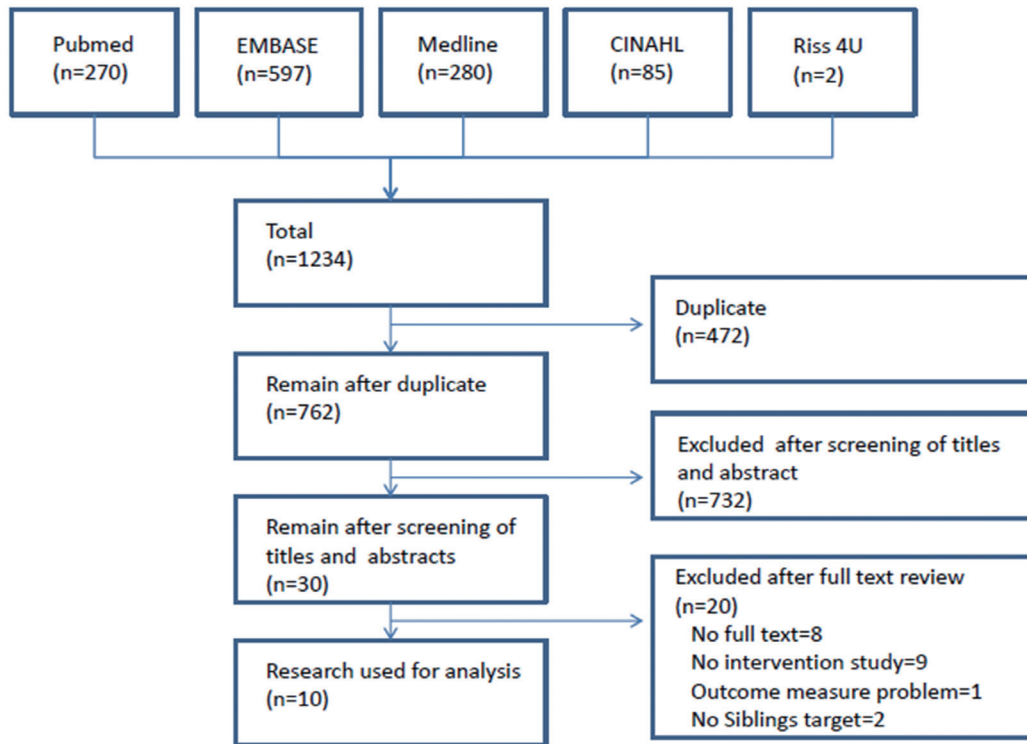 Pubmed
(n=270)
EMBASE
(n=597)
Medline
(n=280)
CINAHL
(n=85)
Riss 4U
(n=2)
Total
(n=1234)
Duplicate
(n=472)
Remain after duplicate
(n=762)
Excluded after screening of titles
and abstract
(n=732)
Remain after screening of
titles and abstracts
(n=30)
Excluded after full text review
(n=20)
No full text=8
No intervention study=9
Outcome measure problem=1
No Siblings target=2
Research used for analysis
(n=10)